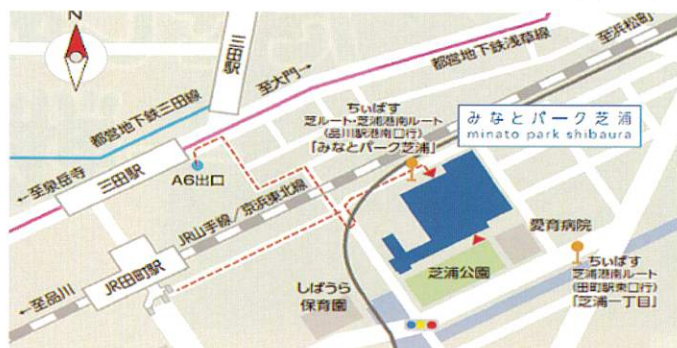 N
三田駅
至大門→
都営地下鉄浅草線
至浜松町→
都営地下鉄三田線
ちぃばす
芝ルート・芝浦港南ルート
(品川駅港南口行)
「みなとパーク芝浦」
みなとパーク芝浦
minato park shibaura
←至泉岳寺
三田駅
A6出口
JR山手線/京浜東北線
愛育病院
JR田町駅
芝浦公園
ちぃばす
芝浦港南ルート
(田町駅東口行)
「芝浦一丁目」
←至品川
しばうら
保育園